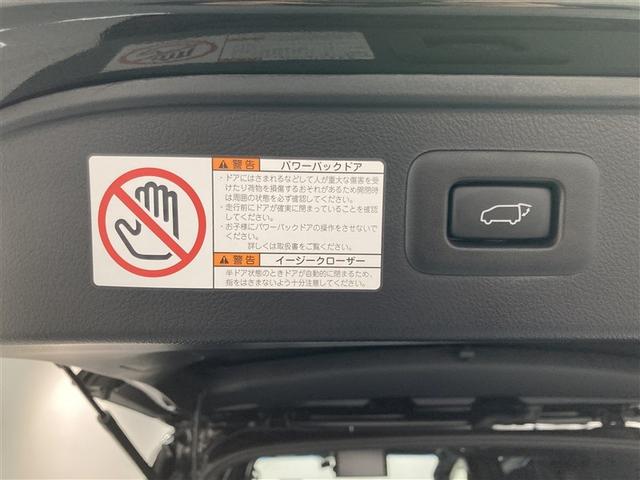 警告 パワーバックドア
・ドアにはさまれるなどして人が重大な傷害を受
けたり荷物を損傷するおそれがあるため開閉時
は周囲の状態を必ず確認してください。
・走行前にドアが確実に閉まっていることを確認
してください。
・お子様にパワーバックドアの操作をさせないで
ください。
詳しくは取扱書をご覧ください。
警告 イージークローザー
半ドア状態のときドアが自動的に閉まるため、
指をはさまないよう十分注意してください。